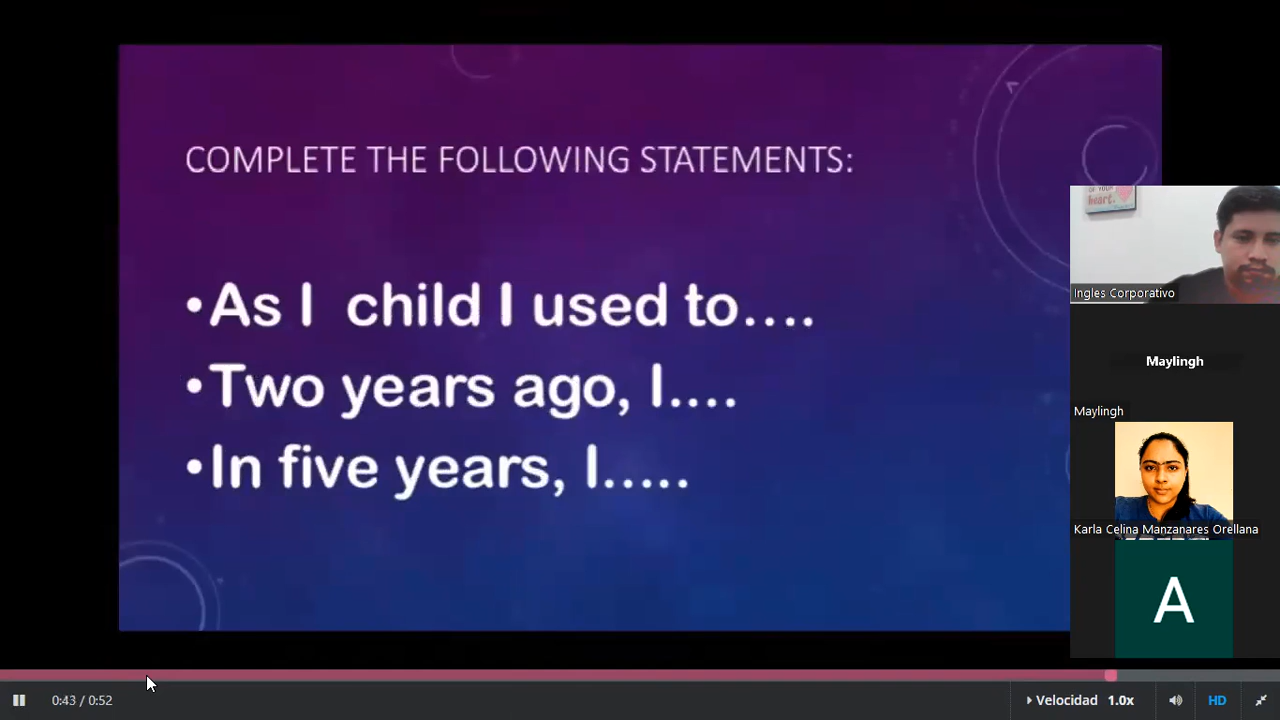 COMPLETE THE FOLLOWING STATEMENTS:
•As I child I used to....
•Two years ago, I....
•In five years, I.....
heart.
Ingles Corporativo
Maylingh
Maylingh
Karla Celina Manzanares Orellana
A
0:43 / 0:52
Velocidad 1.0x
HD